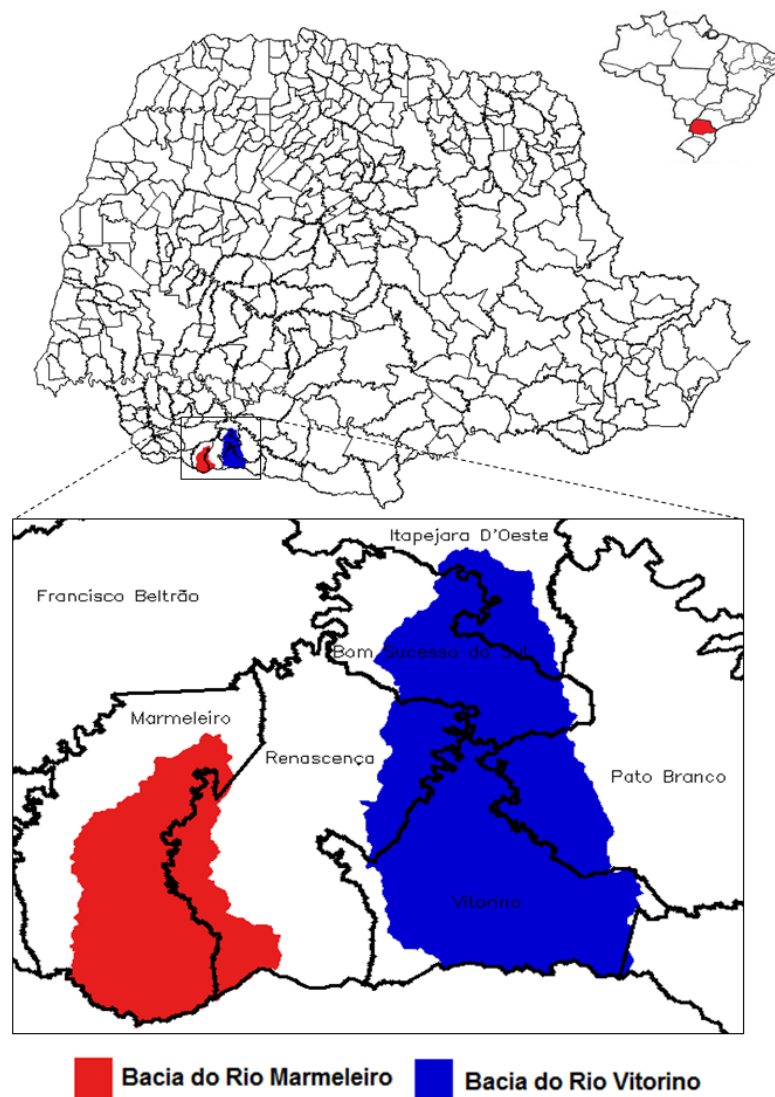 Itapejara D'Oeste
Francisco Beltrão
Bom Sucesso do Sul
Marmeleiro
Renascença
Pato Branco
Vitorino
Bacia do Rio Marmeleiro
Bacia do Rio Vitorino